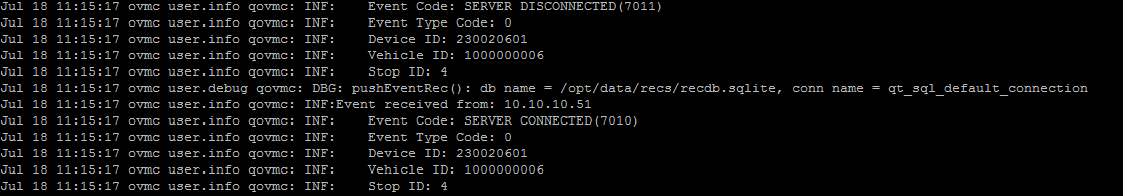 Jul 18 11:15:17 ovmc user.info qovmc: INF:    Event Code: SERVER DISCONNECTED(7011)
Jul 18 11:15:17 ovmc user.info qovmc: INF:    Event Type Code: 0
Jul 18 11:15:17 ovmc user.info qovmc: INF:    Device ID: 230020601
Jul 18 11:15:17 ovmc user.info qovmc: INF:    Vehicle ID: 1000000006
Jul 18 11:15:17 ovmc user.info qovmc: INF:    Stop ID: 4
Jul 18 11:15:17 ovmc user.debug qovmc: DBG: pushEventRec(): db name = /opt/data/recs/recdb.sqlite, conn name = qt_sql_default_connection
Jul 18 11:15:17 ovmc user.info qovmc: INF:Event received from: 10.10.10.51
Jul 18 11:15:17 ovmc user.info qovmc: INF:    Event Code: SERVER CONNECTED(7010)
Jul 18 11:15:17 ovmc user.info qovmc: INF:    Event Type Code: 0
Jul 18 11:15:17 ovmc user.info qovmc: INF:    Device ID: 230020601
Jul 18 11:15:17 ovmc user.info qovmc: INF:    Vehicle ID: 1000000006
Jul 18 11:15:17 ovmc user.info qovmc: INF:    Stop ID: 4